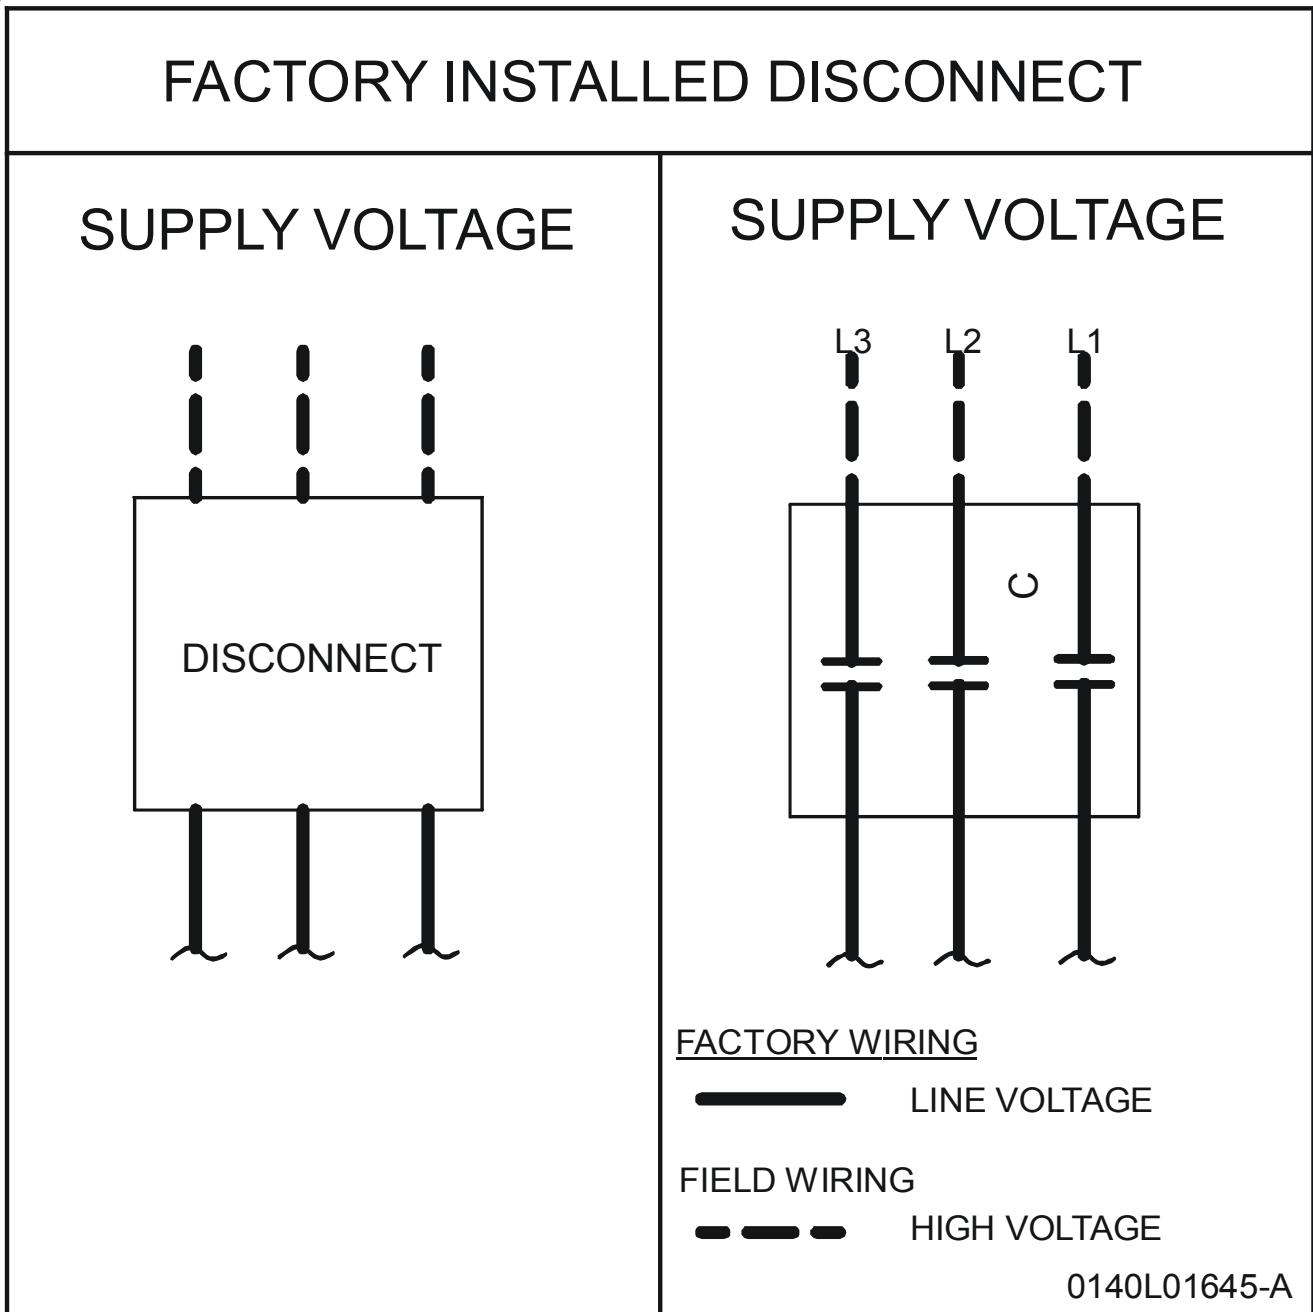 FACTORY INSTALLED DISCONNECT
SUPPLY VOLTAGE
DISCONNECT
SUPPLY VOLTAGE
L3 L2 L1
C
FACTORY WIRING
LINE VOLTAGE
FIELD WIRING
HIGH VOLTAGE
0140L01645-A